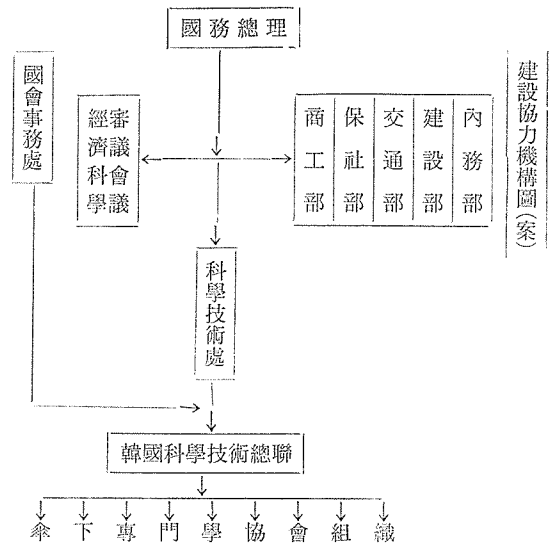 建設協力機構圖(案)
國務總理
內務部
建設部
交通部
保社部
商工部
經濟科學
審議會議
國會事務處
科學技術處
韓國科學技術總聯
傘下專門學協會組織